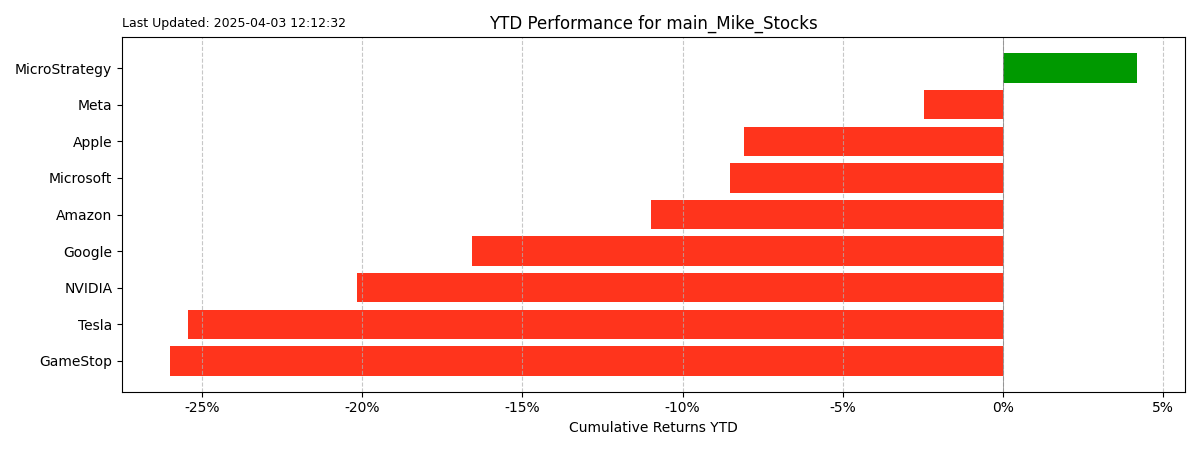 Last Updated: 2025-04-03 12:12:32
YTD Performance for main_Mike_Stocks
MicroStrategy
Meta
Apple
Microsoft
Amazon
Google
NVIDIA
Tesla
GameStop
-25% -20% -15% -10% -5% 0% 5%
Cumulative Returns YTD